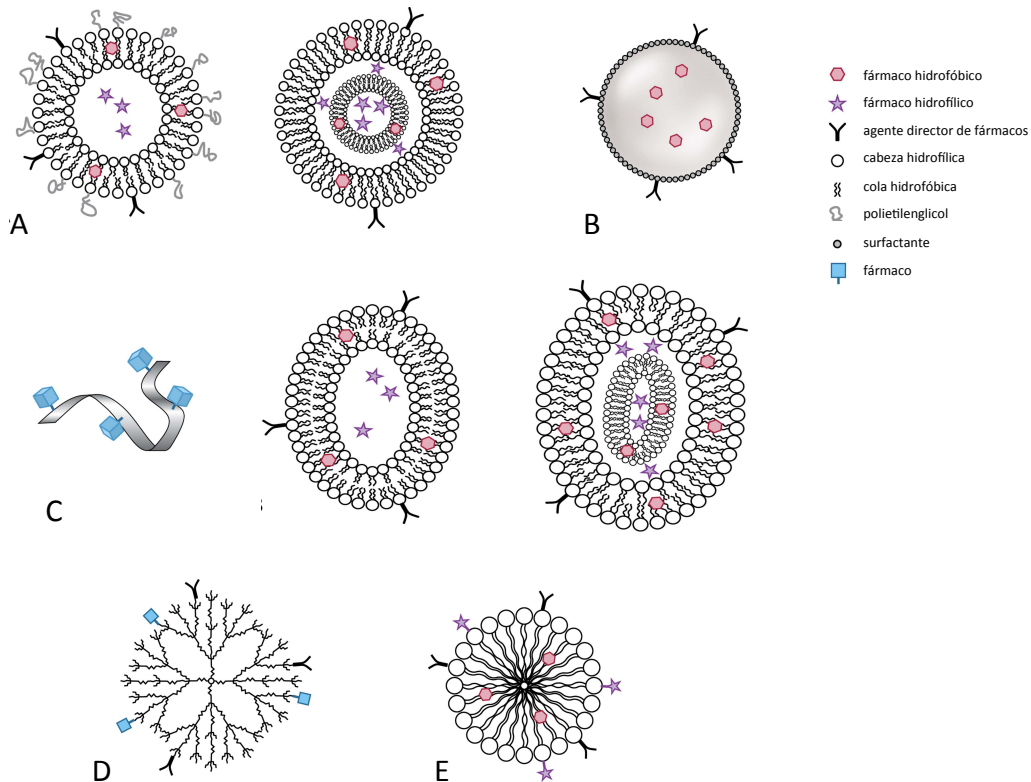 A
B
fármaco hidrofóbico
fármaco hidrofílico
agente director de fármacos
cabeza hidrofílica
cola hidrofóbica
polietilenglicol
surfactante
fármaco
C
D
E